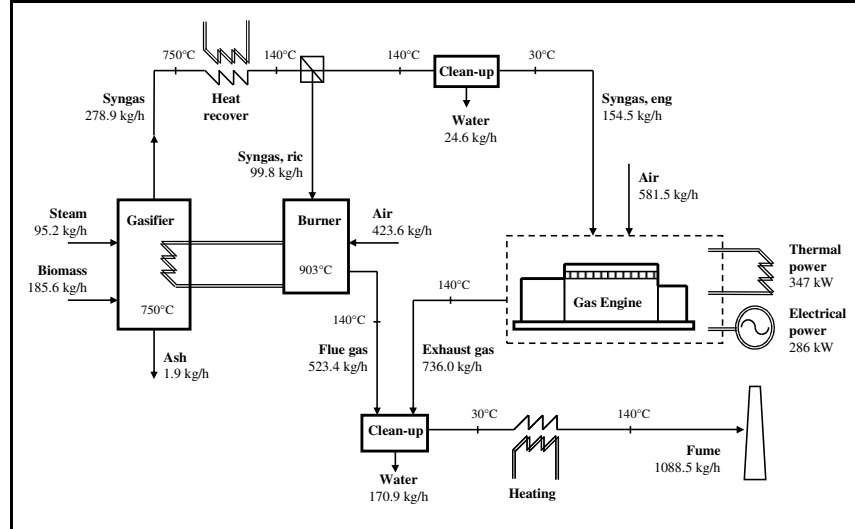 750°C
140°C
140°C
30°C
Clean-up
Heat
recover
Syngas
278.9 kg/h
Water
24.6 kg/h
Syngas, eng
154.5 kg/h
Syngas, ric
99.8 kg/h
Air
581.5 kg/h
Steam
95.2 kg/h
Gasifier
Burner
Air
423.6 kg/h
Biomass
185.6 kg/h
903°C
750°C
140°C
Gas Engine
Thermal
power
347 kW
Electrical
power
286 kW
140°C
Ash
1.9 kg/h
Flue gas
523.4 kg/h
Exhaust gas
736.0 kg/h
Clean-up
30°C
140°C
Water
170.9 kg/h
Heating
Fume
1088.5 kg/h